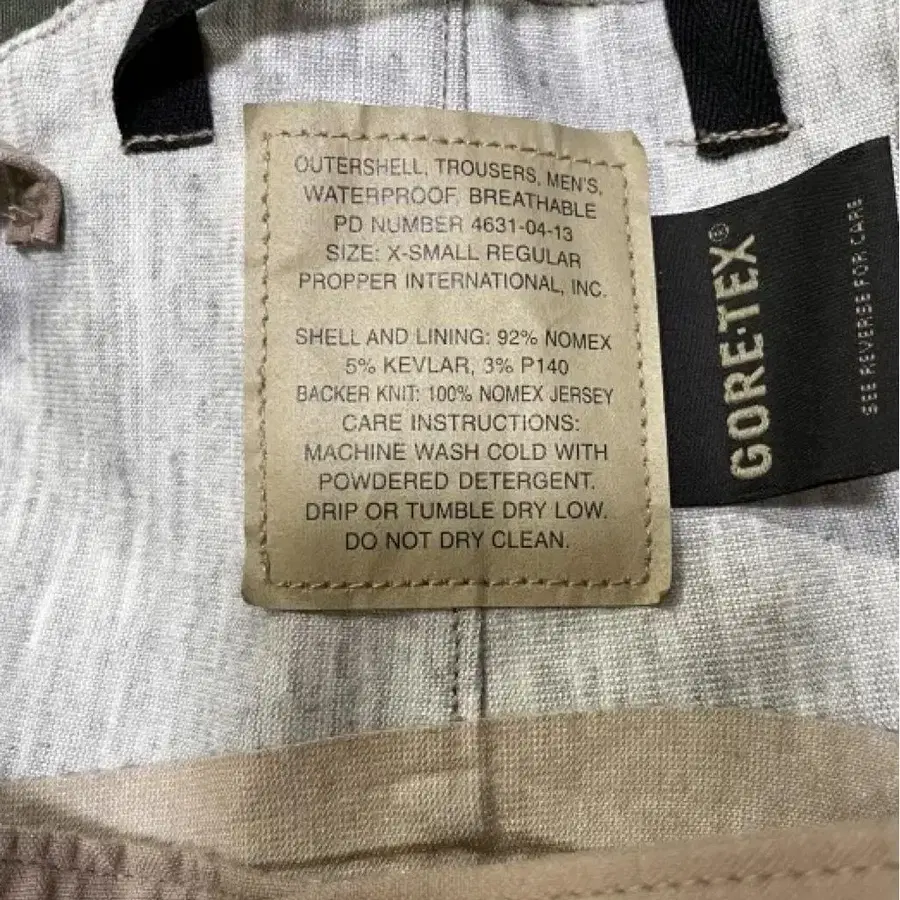 OUTERSHELL, TROUSERS, MEN'S,
WATERPROOF, BREATHABLE
PD NUMBER 4631-04-13
SIZE: X-SMALL REGULAR
PROPPER INTERNATIONAL, INC.
SHELL AND LINING: 92% NOMEX
5% KEVLAR, 3% P140
BACKER KNIT: 100% NOMEX JERSEY
CARE INSTRUCTIONS:
MACHINE WASH COLD WITH
POWDERED DETERGENT.
DRIP OR TUMBLE DRY LOW.
DO NOT DRY CLEAN.
GORE-TEX®
SEE REVERSE FOR CARE